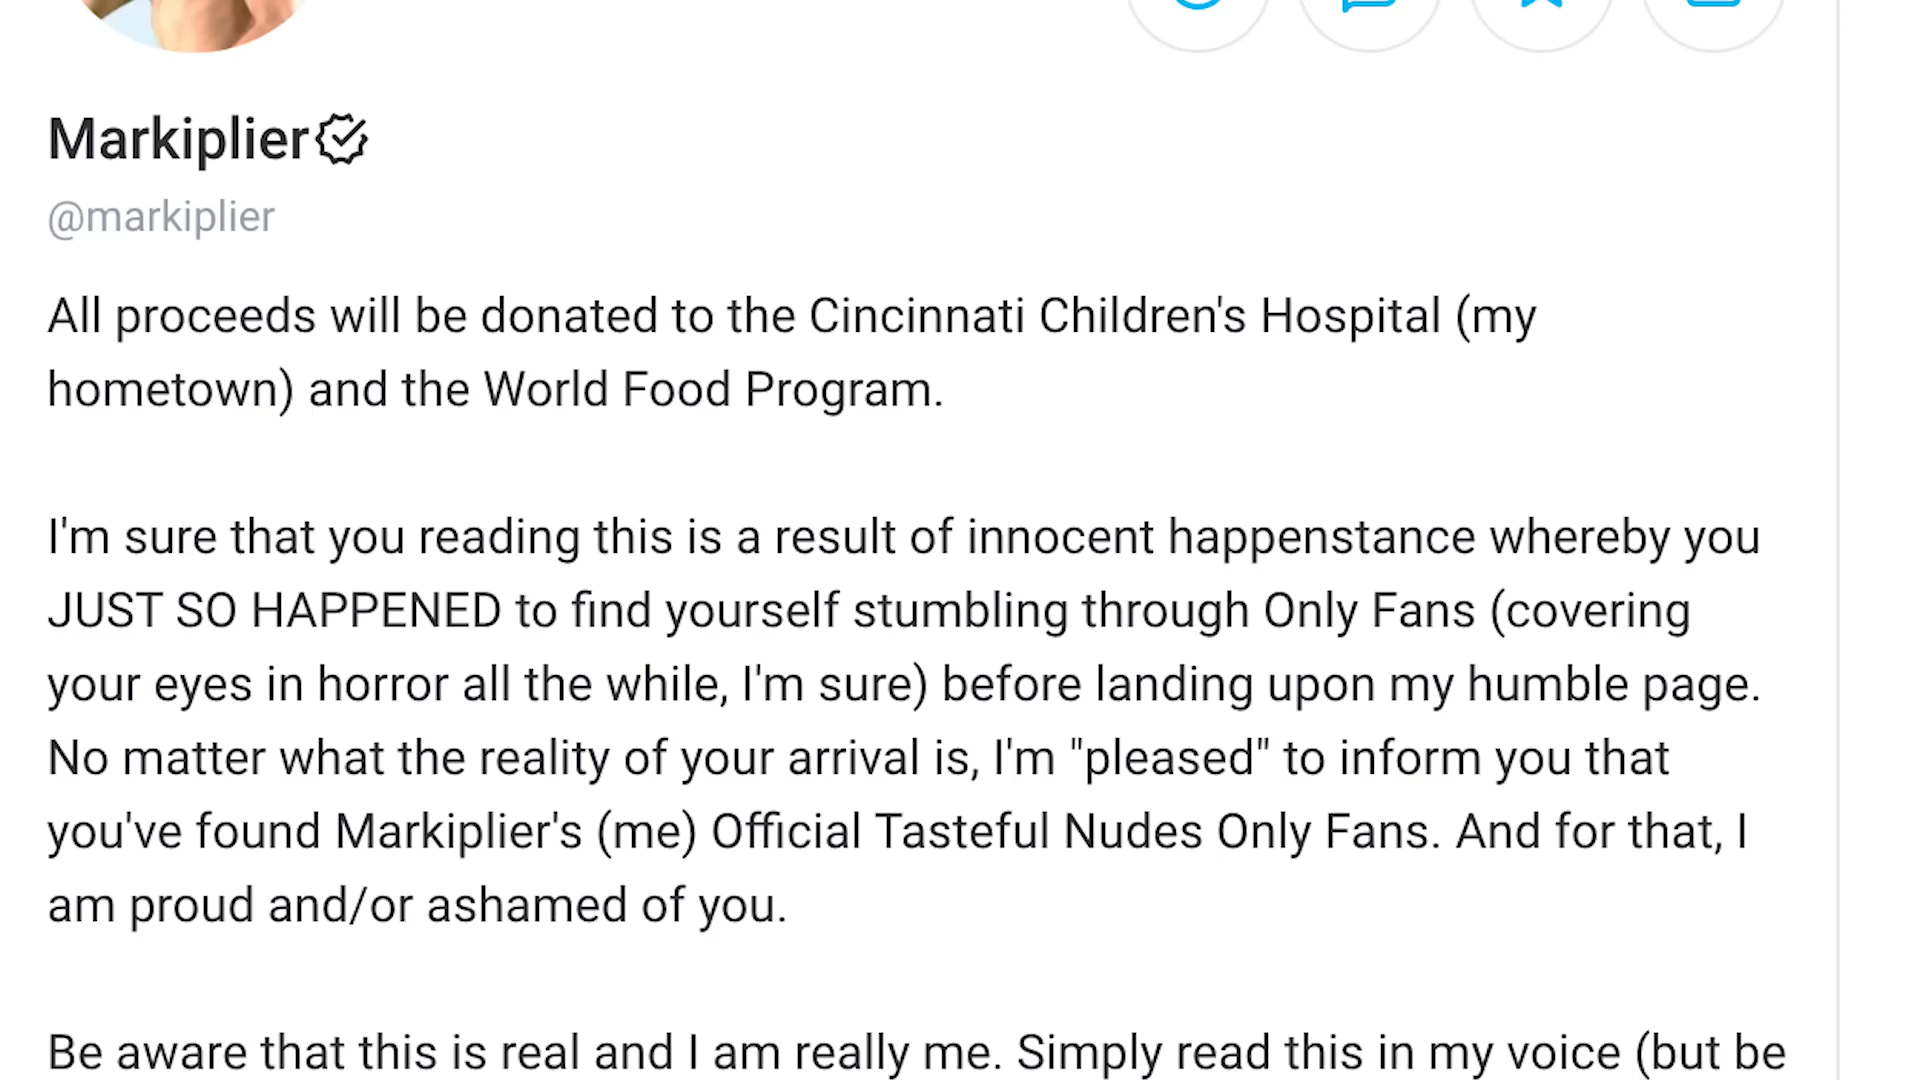 Markiplier
@markiplier
All proceeds will be donated to the Cincinnati Children's Hospital (my
hometown) and the World Food Program.
I'm sure that you reading this is a result of innocent happenstance whereby you
JUST SO HAPPENED to find yourself stumbling through Only Fans (covering
your eyes in horror all the while, I'm sure) before landing upon my humble page.
No matter what the reality of your arrival is, I'm "pleased" to inform you that
you've found Markiplier's (me) Official Tasteful Nudes Only Fans. And for that, I
am proud and/or ashamed of you.
Be aware that this is real and I am really me. Simply read this in my voice (but be